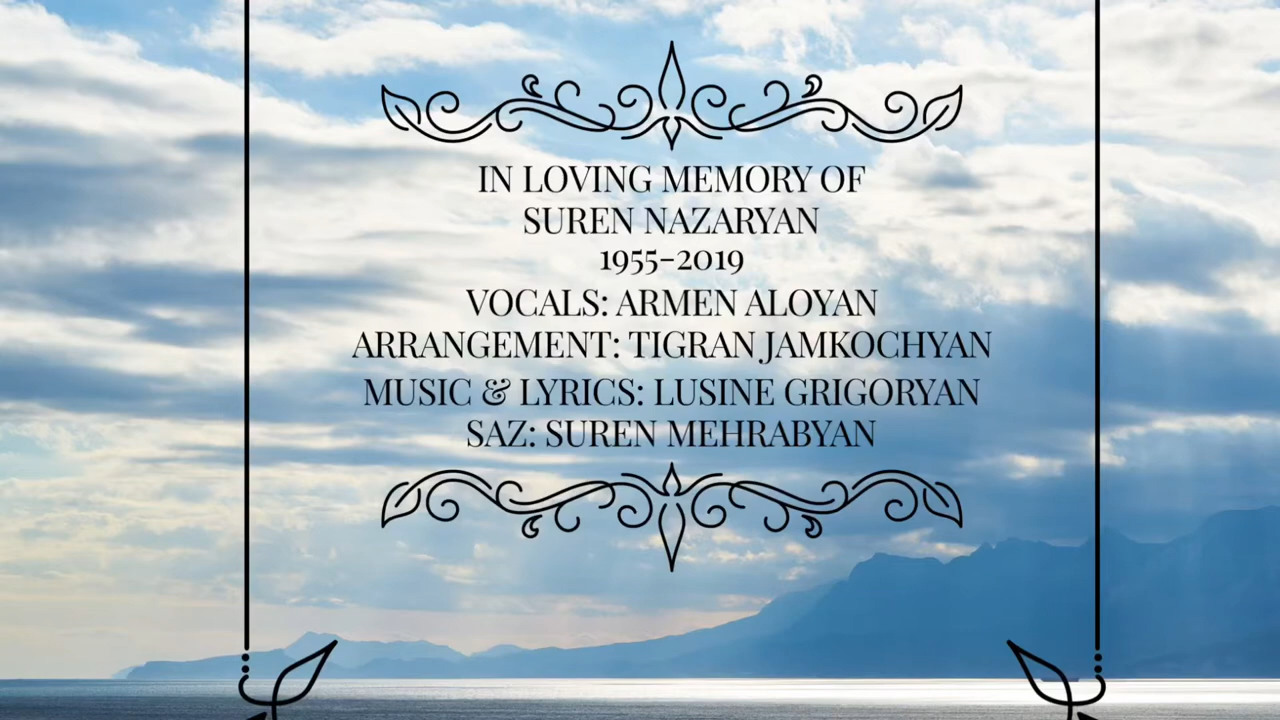 IN LOVING MEMORY OF
SUREN NAZARYAN
1955-2019
VOCALS: ARMEN ALOYAN
ARRANGEMENT: TIGRAN JAMKOCHYAN
MUSIC & LYRICS: LUSINE GRIGORYAN
SAZ: SUREN MEHRABYAN